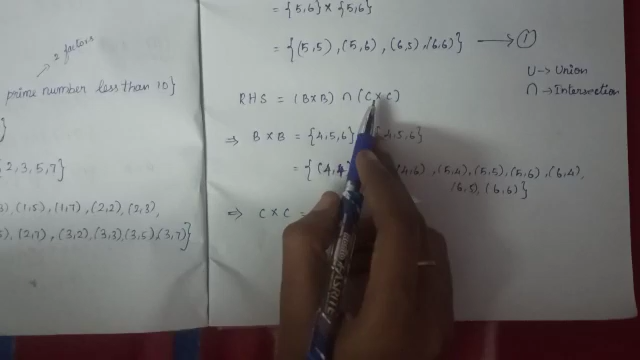 = {5,6} × {5,6}
= {(5,5), (5,6), (6,5), (6,6)} → ①
5 factors
prime number less than 10}
}
2,3,5,7}
), (1,5), (1,7), (2,2), (2,3),
), (2,7), (3,2), (3,3), (3,5), (3,7)}
∪ → Union
∩ → Intersection
RHS = (B×B) ∩ (C×C)
⇒ B × B = {4,5,6} {4,5,6}
= {(4,4) (4,6), (5,4), (5,5), (5,6), (6,4),
(6,5), (6,6)}
⇒ C × C =